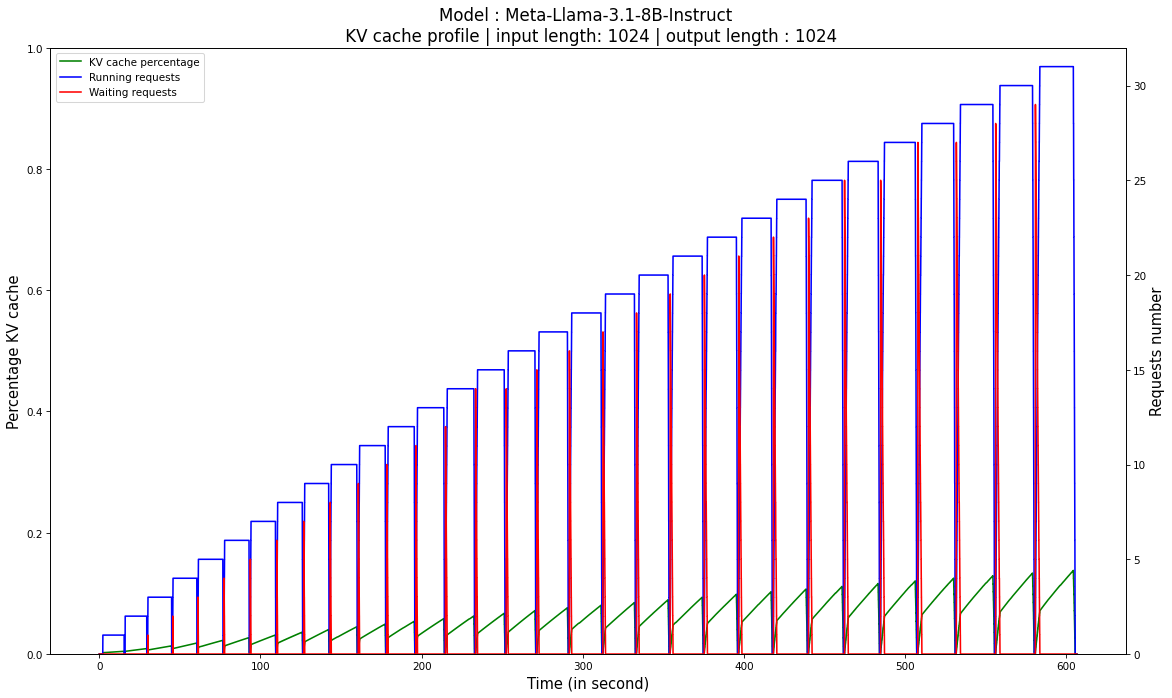 Model : Meta-Llama-3.1-8B-Instruct
KV cache profile | input length: 1024 | output length : 1024
KV cache percentage
Running requests
Waiting requests
Percentage KV cache
1.0
0.8
0.6
0.4
0.2
0.0
0
100
200
300
400
500
600
Time (in second)
30
25
20
15
10
5
0
Requests number